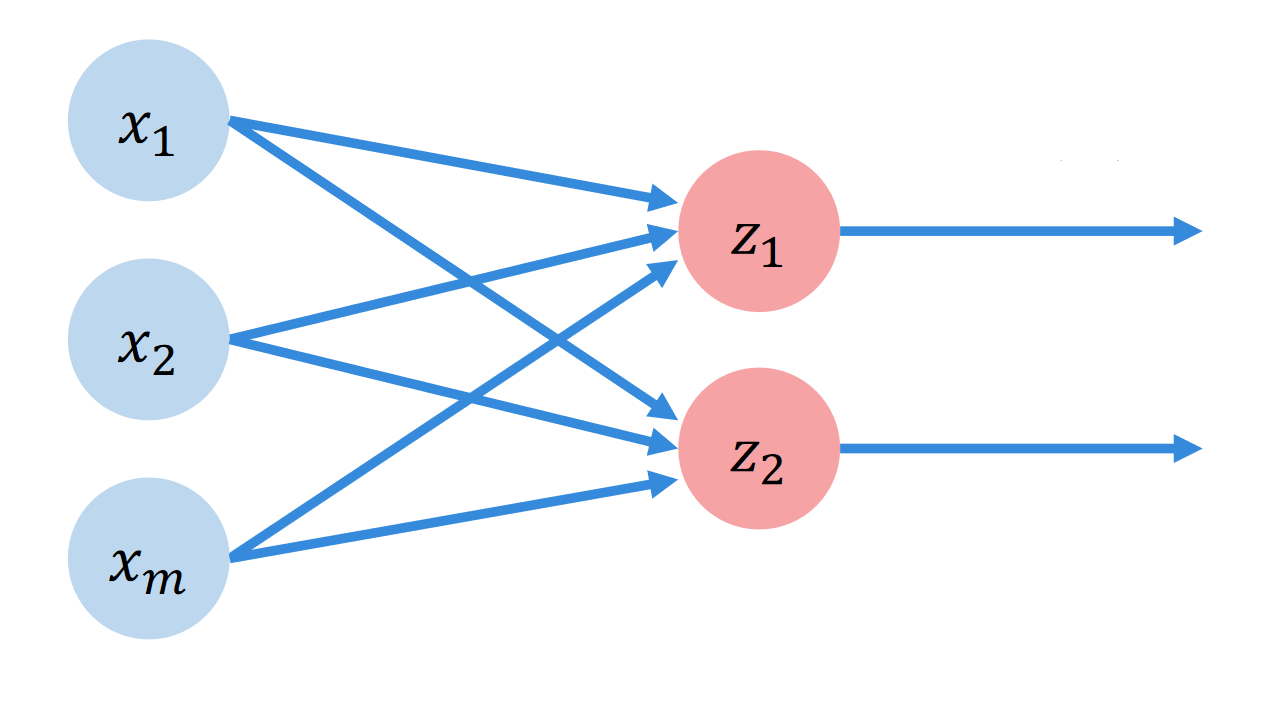 x₁
x₂
xₘ
z₁
z₂